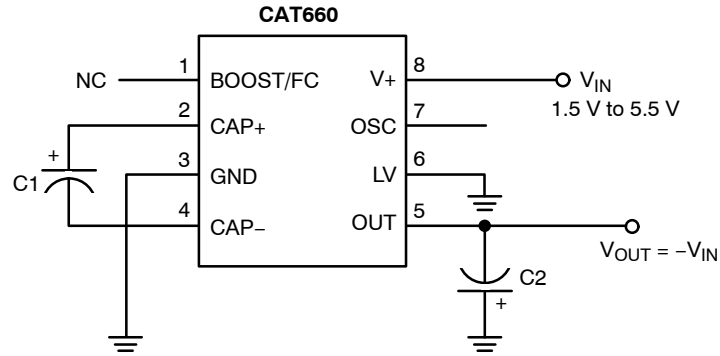 CAT660
NC
1
BOOST/FC
V+
8
V_IN
1.5 V to 5.5 V
2
CAP+
OSC
7
+
C1
3
GND
LV
6
4
CAP−
OUT
5
V_OUT = −V_IN
C2
+